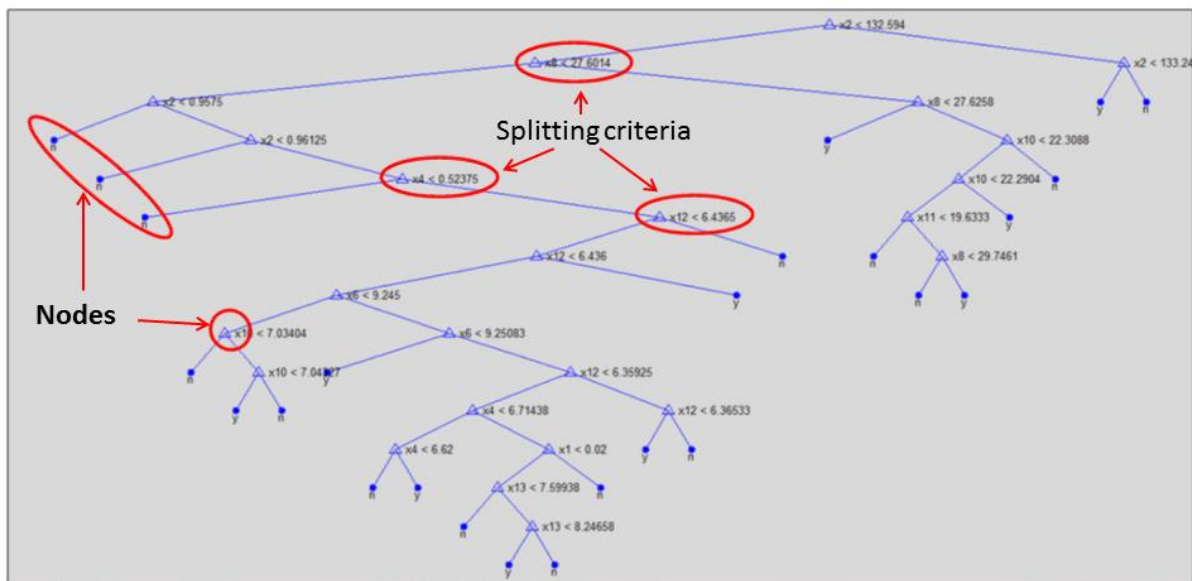 x2 < 132.594
x8 < 27.6014
x2 < 133.24
x2 < 0.9575
x8 < 27.6258
y
n
n
x2 < 0.96125
Splitting criteria
y
x10 < 22.3088
n
x4 < 0.52375
x10 < 22.2904
n
n
x12 < 6.4365
x11 < 19.6333
y
x12 < 6.436
n
n
x8 < 29.7461
x6 < 9.245
y
n
y
Nodes
< 7.03404
x6 < 9.25083
n
x10 <
y
x12 < 6.35925
y
n
x4 < 6.71438
x12 < 6.36533
x4 < 6.62
x1 < 0.02
y
n
n
y
x13 < 7.59938
n
n
x13 < 8.24658
y
n